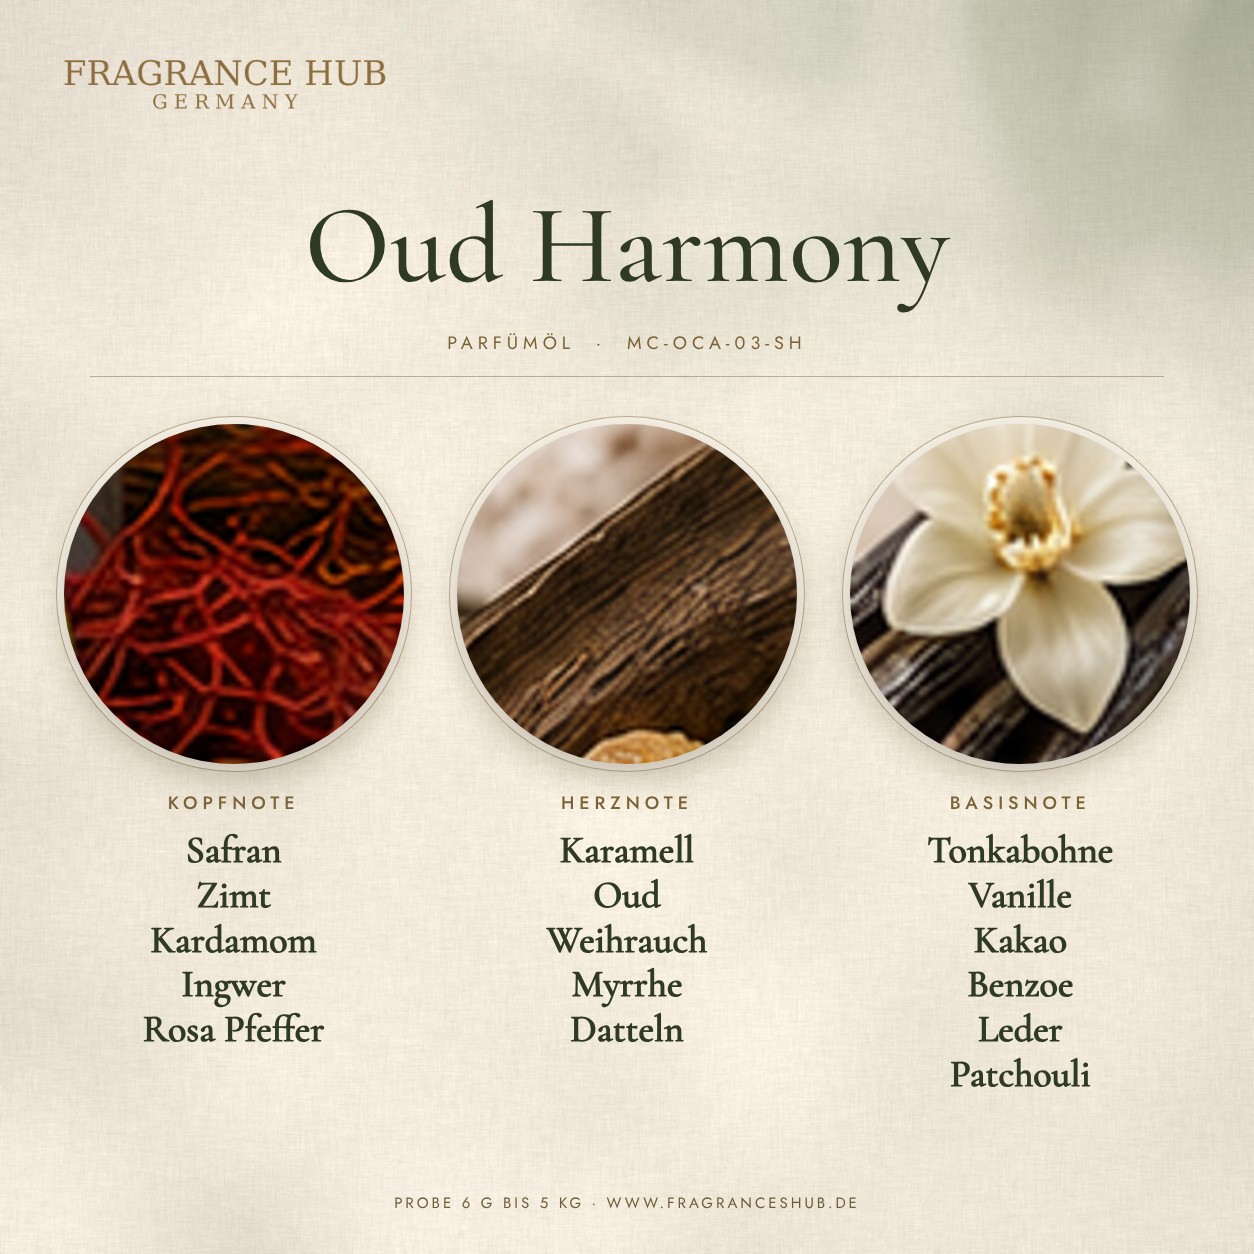 FRAGRANCE HUB
GERMANY
Oud Harmony
PARFÜMÖL · MC-OCA-03-SH
KOPFNOTE
Safran
Zimt
Kardamom
Ingwer
Rosa Pfeffer
HERZNOTE
Karamell
Oud
Weihrauch
Myrrhe
Datteln
BASISNOTE
Tonkabohne
Vanille
Kakao
Benzoe
Leder
Patchouli
PROBE 6 G BIS 5 KG · WWW.FRAGRANCESHUB.DE